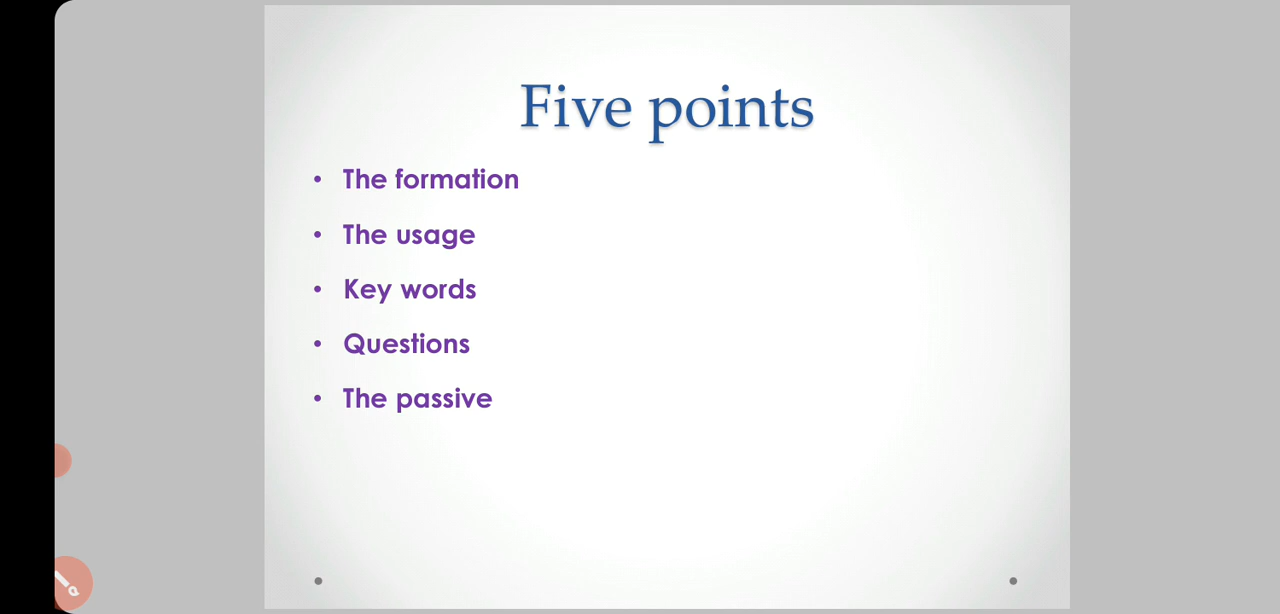 Five points
• The formation
• The usage
• Key words
• Questions
• The passive